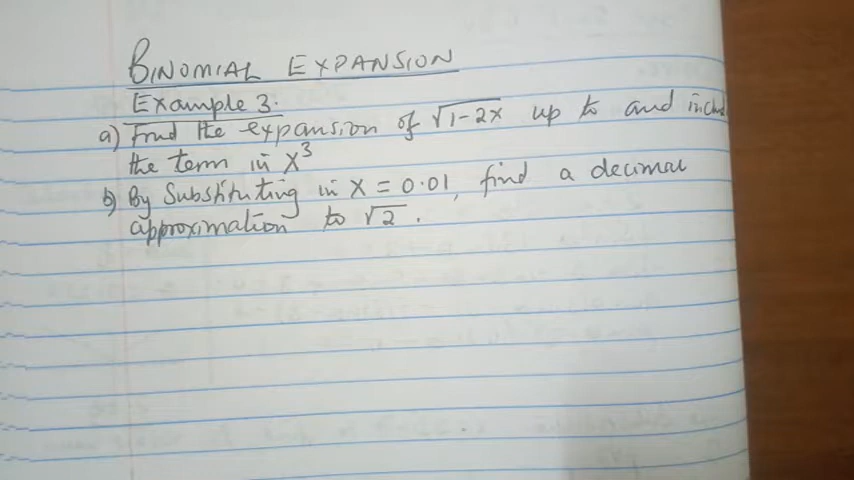 BINOMIAL EXPANSION
Example 3.
a) Find the expansion of √1-2x up to and inclu
the term in x³
b) By Substituting in x = 0.01, find a decimal
approximation to √2.